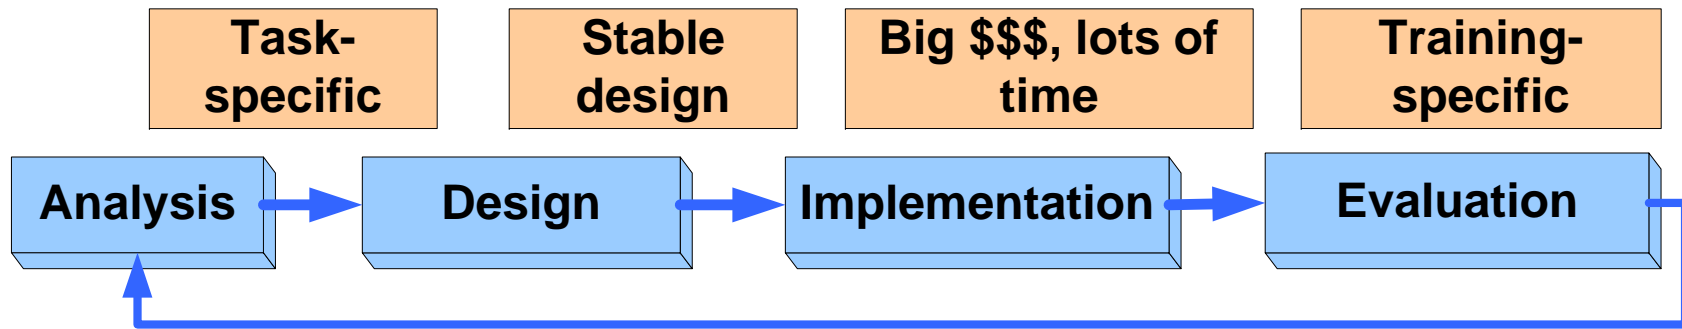 Task-
specific
Stable
design
Big $$$, lots of
time
Training-
specific
Analysis
Design
Implementation
Evaluation